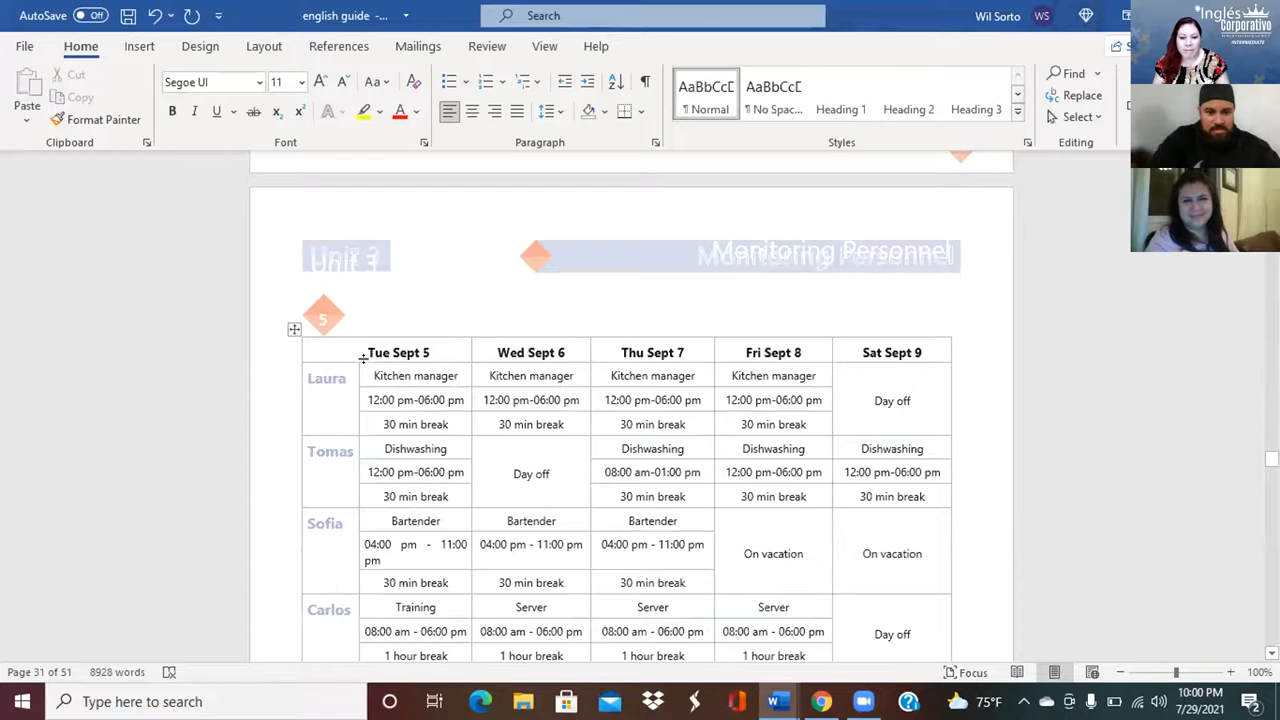 AutoSave Off english guide -... Search Wil Sorto WS
File Home Insert Design Layout References Mailings Review View Help
Paste Cut Copy Format Painter
Segoe UI 11 Aa
AaBbCcD AaBbCcD
¶ Normal ¶ No Spac... Heading 1 Heading 2 Heading 3
Find Replace Select
Clipboard Font Paragraph Styles Editing
Inglés Corporativo
INTERMEDIATE
Unit 3 Monitoring Personnel
5
Tue Sept 5 Wed Sept 6 Thu Sept 7 Fri Sept 8 Sat Sept 9
Laura Kitchen manager Kitchen manager Kitchen manager Kitchen manager Day off
12:00 pm-06:00 pm 12:00 pm-06:00 pm 12:00 pm-06:00 pm 12:00 pm-06:00 pm
30 min break 30 min break 30 min break 30 min break
Tomas Dishwashing Day off Dishwashing Dishwashing Dishwashing
12:00 pm-06:00 pm 08:00 am-01:00 pm 12:00 pm-06:00 pm 12:00 pm-06:00 pm
30 min break 30 min break 30 min break 30 min break
Sofia Bartender Bartender Bartender On vacation On vacation
04:00 pm - 11:00 pm 04:00 pm - 11:00 pm 04:00 pm - 11:00 pm
30 min break 30 min break 30 min break
Carlos Training Server Server Server Day off
08:00 am - 06:00 pm 08:00 am - 06:00 pm 08:00 am - 06:00 pm 08:00 am - 06:00 pm
1 hour break 1 hour break 1 hour break 1 hour break
Page 31 of 51 8928 words Focus 100%
Type here to search 75°F 10:00 PM
7/29/2021 2